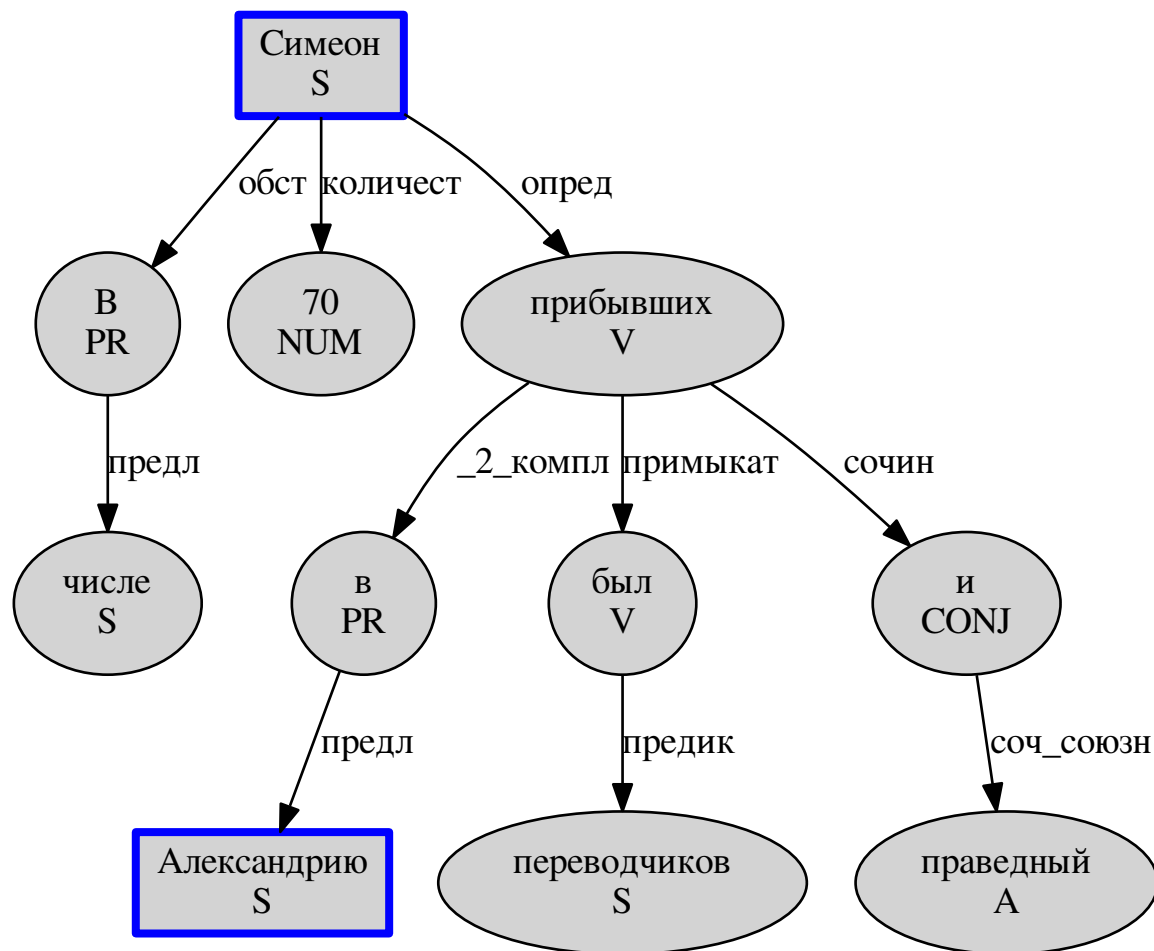 Симеон
S
обст
количест
опред
В
PR
70
NUM
прибывших
V
предл
_2_компл
примыкат
сочин
числе
S
в
PR
был
V
и
CONJ
предл
предик
соч_союзн
Александрию
S
переводчиков
S
праведный
A